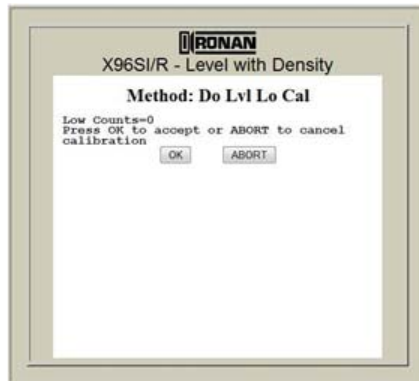 RONAN
X96SI/R - Level with Density
Method: Do Lvl Lo Cal
Low Counts=0
Press OK to accept or ABORT to cancel
calibration
OK ABORT